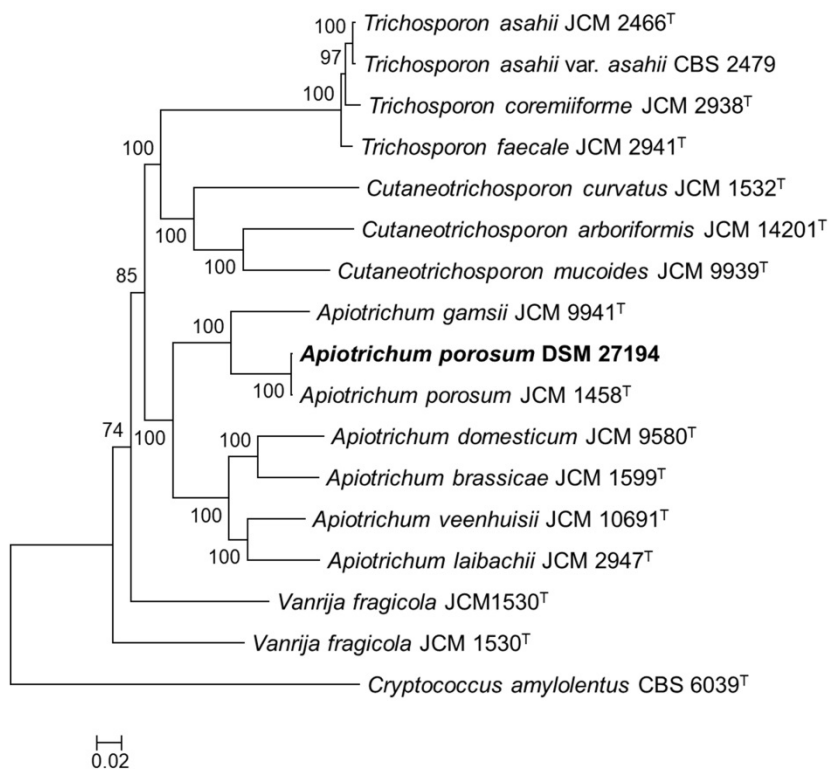 100
Trichosporon asahii JCM 2466ᵀ
97
Trichosporon asahii var. asahii CBS 2479
100
Trichosporon coremiiforme JCM 2938ᵀ
100
Trichosporon faecale JCM 2941ᵀ
Cutaneotrichosporon curvatus JCM 1532ᵀ
100
Cutaneotrichosporon arboriformis JCM 14201ᵀ
100
Cutaneotrichosporon mucoides JCM 9939ᵀ
85
Apiotrichum gamsii JCM 9941ᵀ
100
Apiotrichum porosum DSM 27194
100
Apiotrichum porosum JCM 1458ᵀ
74
100
100
Apiotrichum domesticum JCM 9580ᵀ
Apiotrichum brassicae JCM 1599ᵀ
100
Apiotrichum veenhuisii JCM 10691ᵀ
100
Apiotrichum laibachii JCM 2947ᵀ
Vanrija fragicola JCM1530ᵀ
Vanrija fragicola JCM 1530ᵀ
Cryptococcus amylolentus CBS 6039ᵀ
0.02